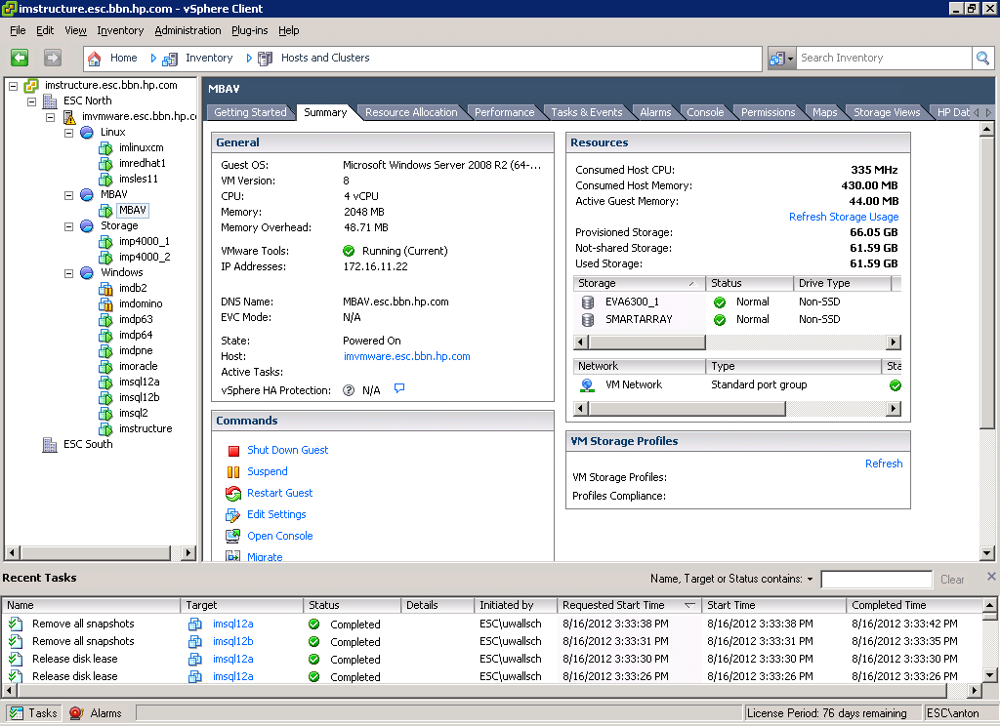 imstructure.esc.bbn.hp.com - vSphere Client
File Edit View Inventory Administration Plug-ins Help
Home Inventory Hosts and Clusters Search Inventory
imstructure.esc.bbn.hp.com
ESC North
imvmware.esc.bbn.hp.c
Linux
imlinuxcm
imredhat1
imsles11
MBAV
MBAV
Storage
imp4000_1
imp4000_2
Windows
imdb2
imdomino
imdp63
imdp64
imdpne
imoracle
imsql12a
imsql12b
imsql2
imstructure
ESC South
MBAV
Getting Started Summary Resource Allocation Performance Tasks & Events Alarms Console Permissions Maps Storage Views HP Dat
General
Guest OS: Microsoft Windows Server 2008 R2 (64-...
VM Version: 8
CPU: 4 vCPU
Memory: 2048 MB
Memory Overhead: 48.71 MB
VMware Tools: Running (Current)
IP Addresses: 172.16.11.22
DNS Name: MBAV.esc.bbn.hp.com
EVC Mode: N/A
State: Powered On
Host: imvmware.esc.bbn.hp.com
Active Tasks:
vSphere HA Protection: N/A
Commands
Shut Down Guest
Suspend
Restart Guest
Edit Settings
Open Console
Migrate
Resources
Consumed Host CPU: 335 MHz
Consumed Host Memory: 430.00 MB
Active Guest Memory: 44.00 MB
Refresh Storage Usage
Provisioned Storage: 66.05 GB
Not-shared Storage: 61.59 GB
Used Storage: 61.59 GB
Storage Status Drive Type
EVA6300_1 Normal Non-SSD
SMARTARRAY Normal Non-SSD
Network Type Sta
VM Network Standard port group
VM Storage Profiles
Refresh
VM Storage Profiles:
Profiles Compliance:
Recent Tasks Name, Target or Status contains: Clear
Name Target Status Details Initiated by Requested Start Time Start Time Completed Time
Remove all snapshots imsql12a Completed ESC\uwallsch 8/16/2012 3:33:38 PM 8/16/2012 3:33:38 PM 8/16/2012 3:33:42 PM
Remove all snapshots imsql12b Completed ESC\uwallsch 8/16/2012 3:33:31 PM 8/16/2012 3:33:31 PM 8/16/2012 3:33:35 PM
Release disk lease imsql12a Completed ESC\uwallsch 8/16/2012 3:33:30 PM 8/16/2012 3:33:30 PM 8/16/2012 3:33:30 PM
Release disk lease imsql12a Completed ESC\uwallsch 8/16/2012 3:33:26 PM 8/16/2012 3:33:26 PM 8/16/2012 3:33:26 PM
Tasks Alarms License Period: 76 days remaining ESC\anton